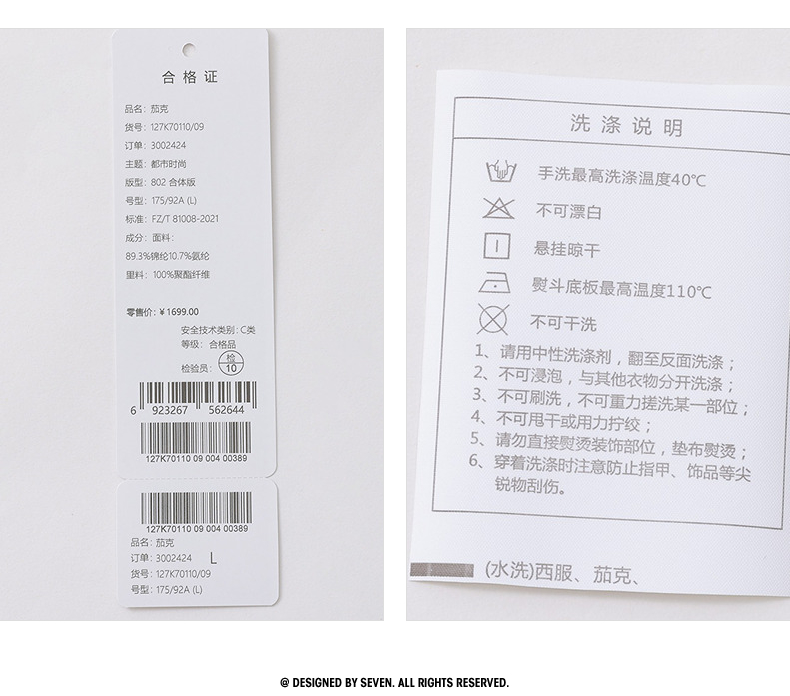 合格证
品名：茄克
货号：127K70110/09
订单：3002424
主题：都市时尚
版型：802 合体版
号型：175/92A (L)
标准：FZ/T 81008-2021
成分：面料：
89.3%锦纶10.7%氨纶
里料：100%聚酯纤维
零售价：￥1699.00
安全技术类别：C类
等级：合格品
检验员：检10
6 923267 562644
127K70110 09 004 00389
127K70110 09 004 00389
品名：茄克
订单：3002424 L
货号：127K70110/09
号型：175/92A (L)
洗涤说明
手洗最高洗涤温度40℃
不可漂白
悬挂晾干
熨斗底板最高温度110℃
不可干洗
1、请用中性洗涤剂，翻至反面洗涤；
2、不可浸泡，与其他衣物分开洗涤；
3、不可刷洗，不可重力搓洗某一部位；
4、不可甩干或用力拧绞；
5、请勿直接熨烫装饰部位，垫布熨烫；
6、穿着洗涤时注意防止指甲、饰品等尖
锐物刮伤。
(水洗)西服、茄克、
@ DESIGNED BY SEVEN. ALL RIGHTS RESERVED.